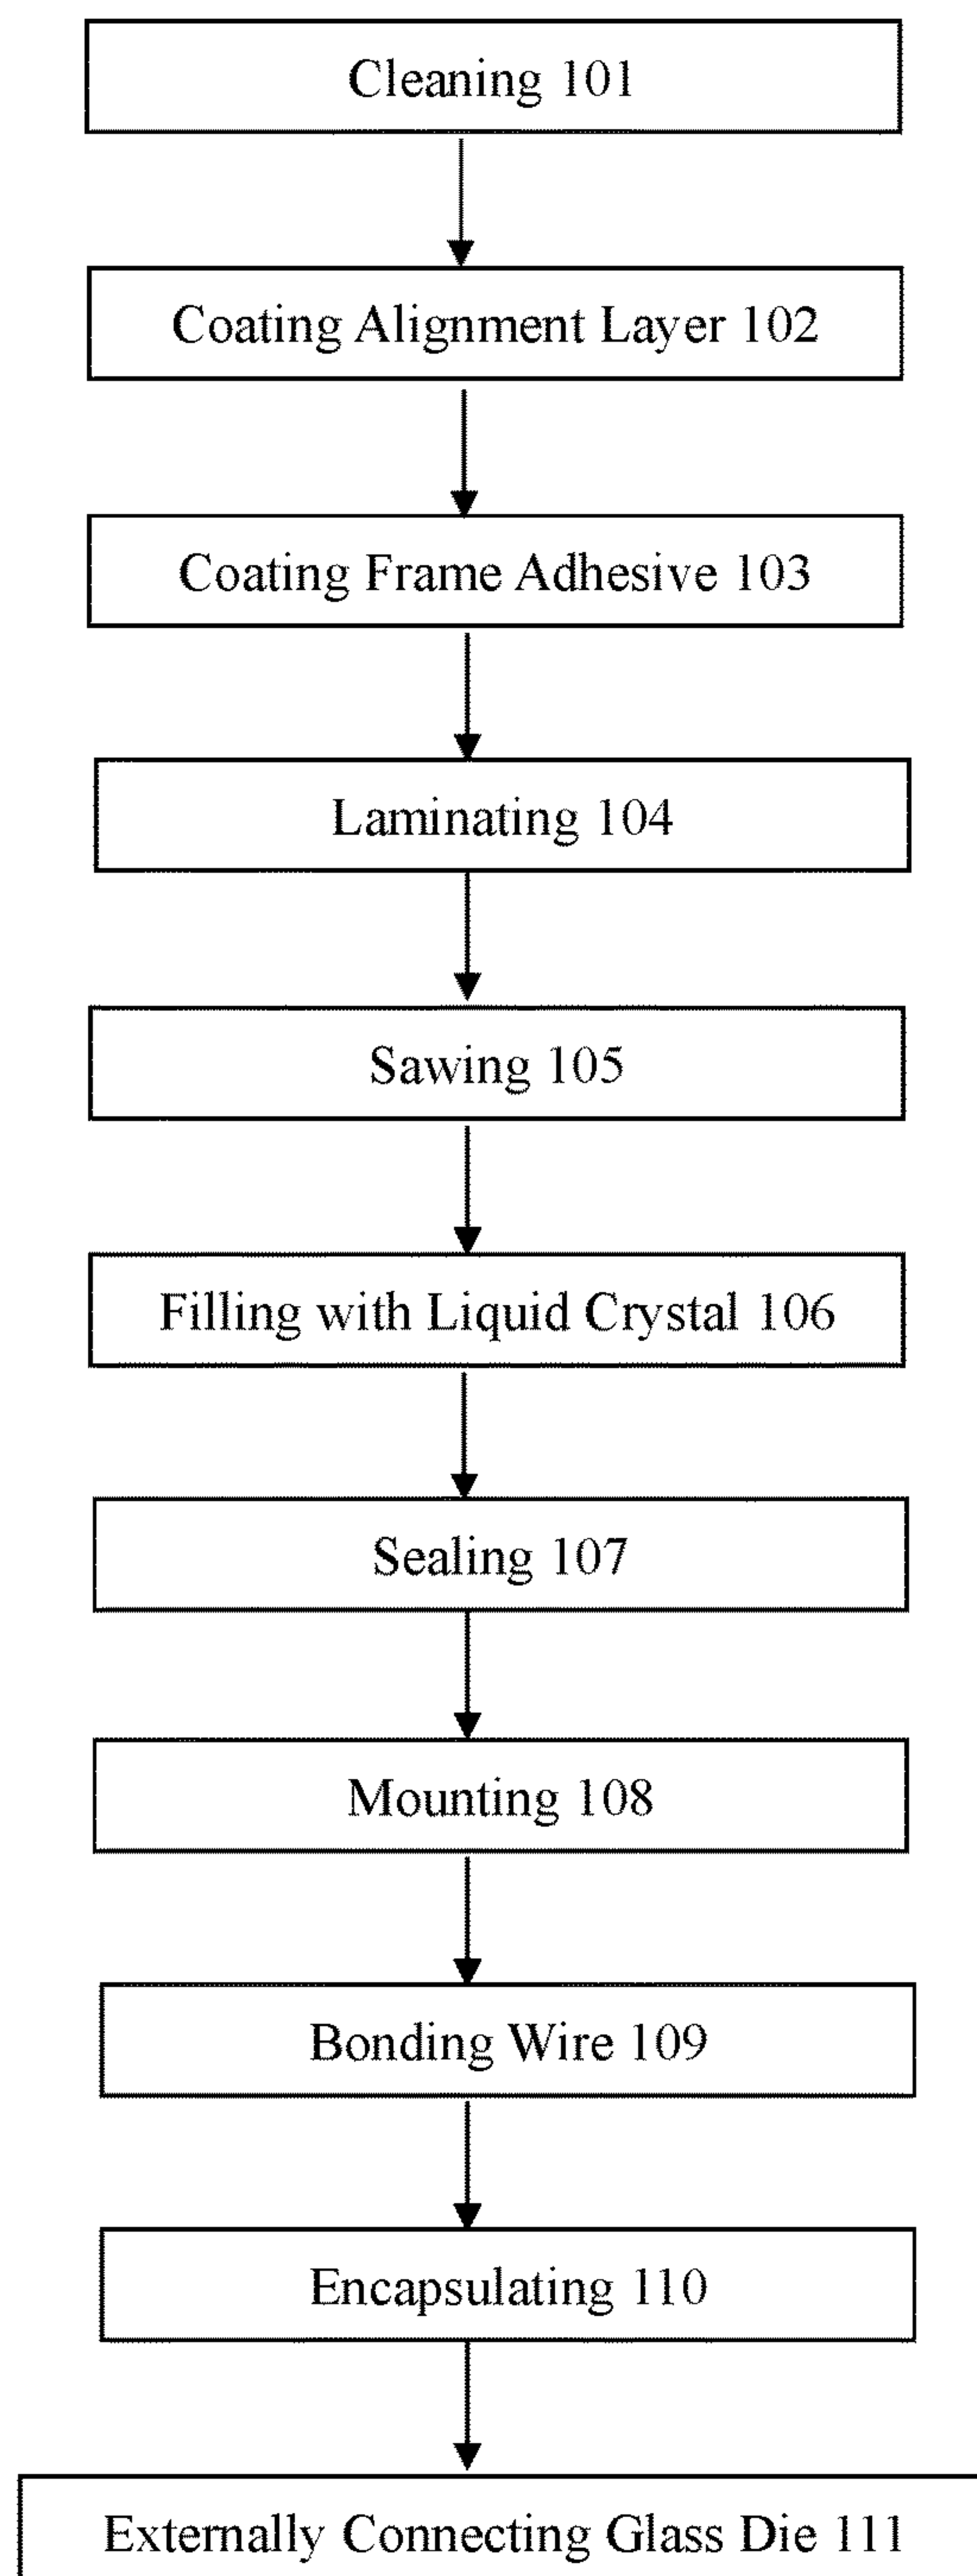 Cleaning 101
Coating Alignment Layer 102
Coating Frame Adhesive 103
Laminating 104
Sawing 105
Filling with Liquid Crystal 106
Sealing 107
Mounting 108
Bonding Wire 109
Encapsulating 110
Externally Connecting Glass Die 111